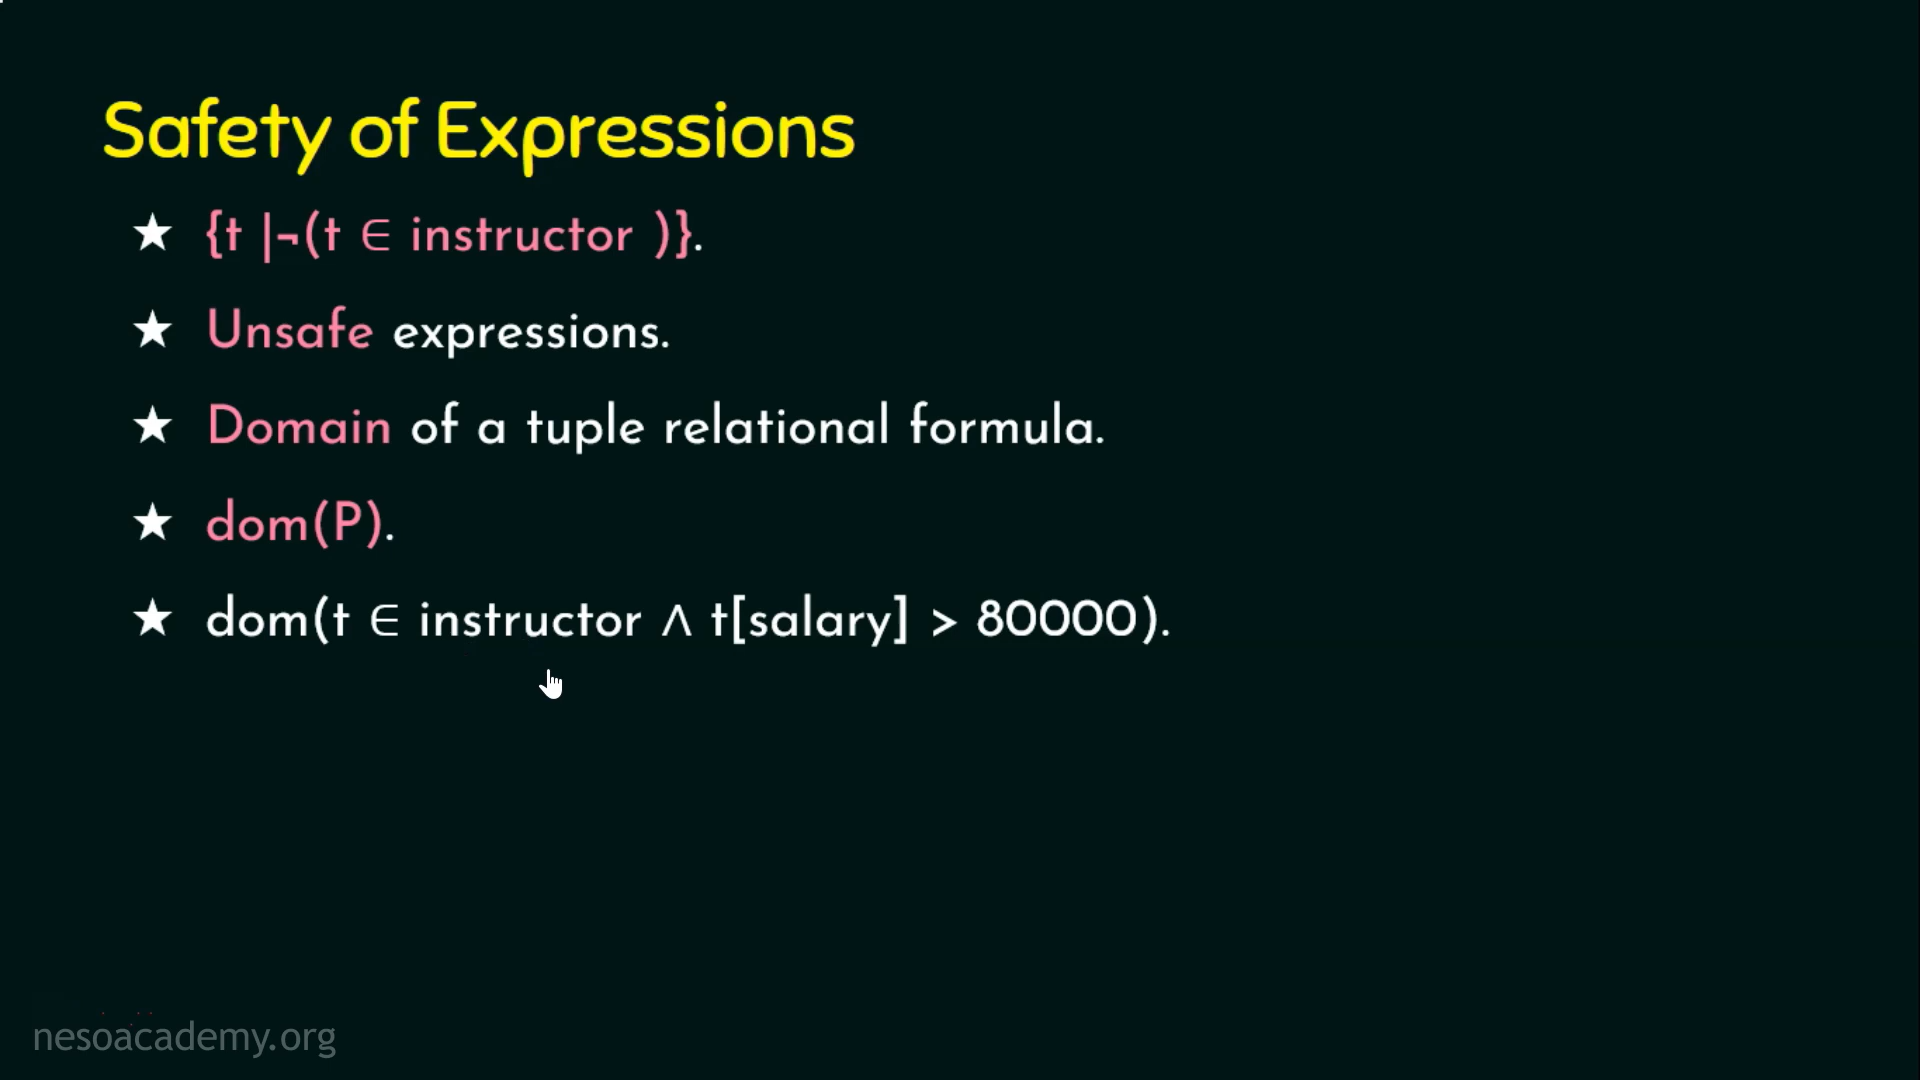 Safety of Expressions
★ {t |¬(t ∈ instructor )}.
★ Unsafe expressions.
★ Domain of a tuple relational formula.
★ dom(P).
★ dom(t ∈ instructor ∧ t[salary] > 80000).
nesoacademy.org